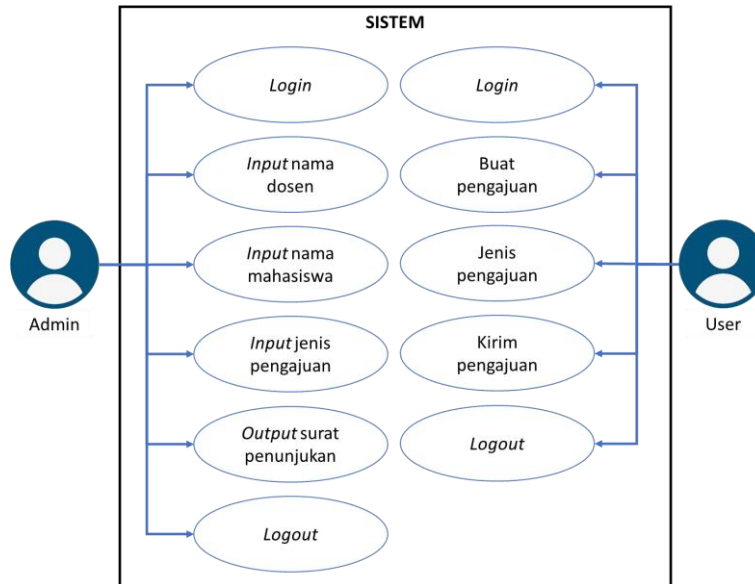 SISTEM
Login
Input nama
dosen
Input nama
mahasiswa
Input jenis
pengajuan
Output surat
penunjukan
Logout
Login
Buat
pengajuan
Jenis
pengajuan
Kirim
pengajuan
Logout
Admin
User